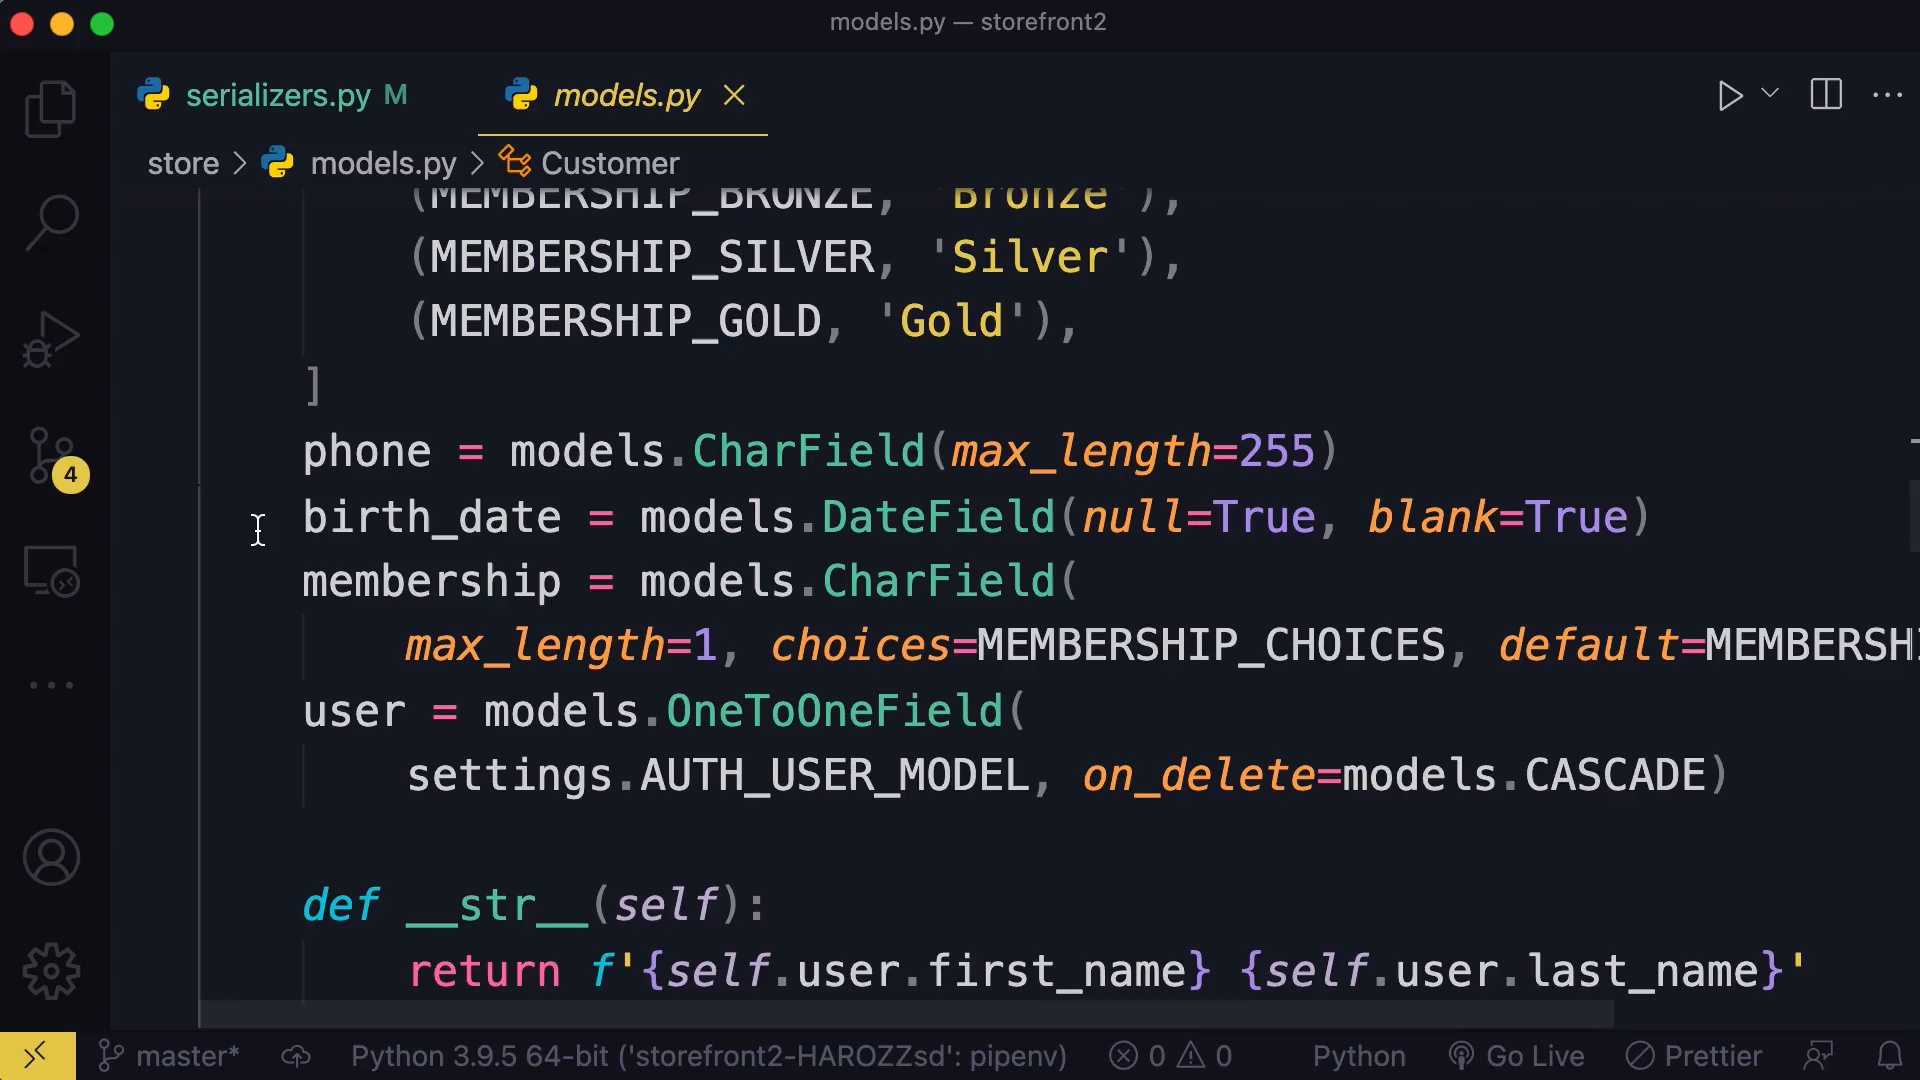 models.py — storefront2
serializers.py M
models.py
store > models.py > Customer
(MEMBERSHIP_BRONZE, 'Bronze'),
(MEMBERSHIP_SILVER, 'Silver'),
(MEMBERSHIP_GOLD, 'Gold'),
]
phone = models.CharField(max_length=255)
birth_date = models.DateField(null=True, blank=True)
membership = models.CharField(
max_length=1, choices=MEMBERSHIP_CHOICES, default=MEMBERSHI
user = models.OneToOneField(
settings.AUTH_USER_MODEL, on_delete=models.CASCADE)
def __str__(self):
return f'{self.user.first_name} {self.user.last_name}'
4
master* Python 3.9.5 64-bit ('storefront2-HAROZZsd': pipenv) 0 0 Python Go Live Prettier